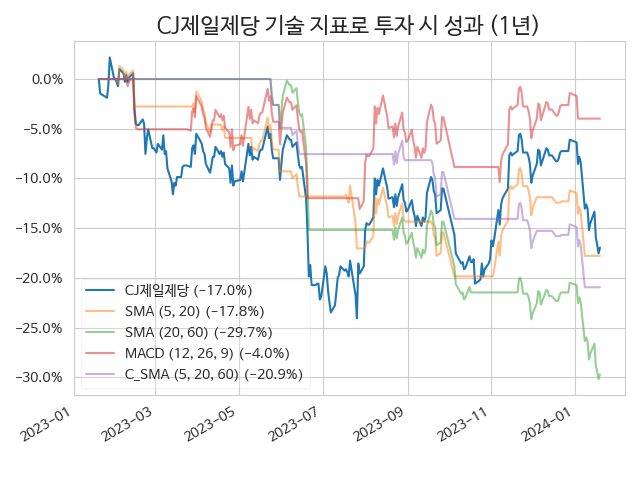 CJ제일제당 기술 지표로 투자 시 성과 (1년)
0.0%
−5.0%
−10.0%
−15.0%
−20.0%
−25.0%
−30.0%
CJ제일제당 (−17.0%)
SMA (5, 20) (−17.8%)
SMA (20, 60) (−29.7%)
MACD (12, 26, 9) (−4.0%)
C_SMA (5, 20, 60) (−20.9%)
2023-01
2023-03
2023-05
2023-07
2023-09
2023-11
2024-01